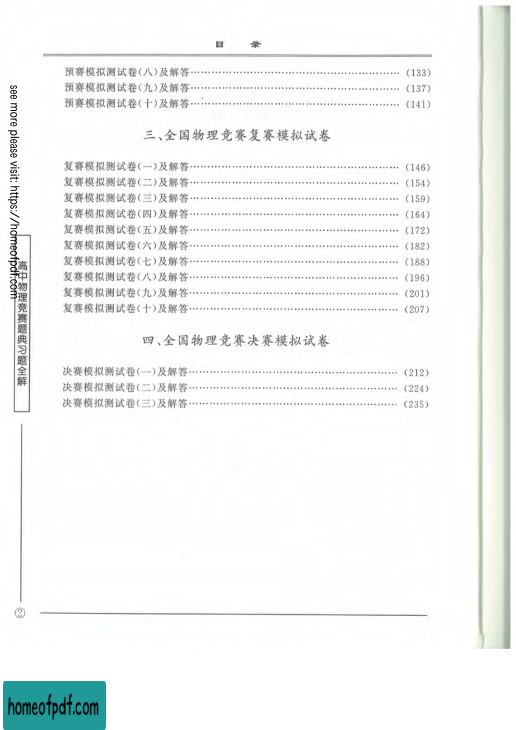 目 录
预赛模拟测试卷(八)及解答…………………………………………………… (133)
预赛模拟测试卷(九)及解答…………………………………………………… (137)
预赛模拟测试卷(十)及解答…………………………………………………… (141)
三、全国物理竞赛复赛模拟试卷
复赛模拟测试卷(一)及解答…………………………………………………… (146)
复赛模拟测试卷(二)及解答…………………………………………………… (154)
复赛模拟测试卷(三)及解答…………………………………………………… (159)
复赛模拟测试卷(四)及解答…………………………………………………… (164)
复赛模拟测试卷(五)及解答…………………………………………………… (172)
复赛模拟测试卷(六)及解答…………………………………………………… (182)
复赛模拟测试卷(七)及解答…………………………………………………… (188)
复赛模拟测试卷(八)及解答…………………………………………………… (196)
复赛模拟测试卷(九)及解答…………………………………………………… (201)
复赛模拟测试卷(十)及解答…………………………………………………… (207)
四、全国物理竞赛决赛模拟试卷
决赛模拟测试卷(一)及解答…………………………………………………… (212)
决赛模拟测试卷(二)及解答…………………………………………………… (224)
决赛模拟测试卷(三)及解答…………………………………………………… (235)
see more please visit: https://homeofpdf.com
高中物理竞赛题典习题全解
②
homeofpdf.com